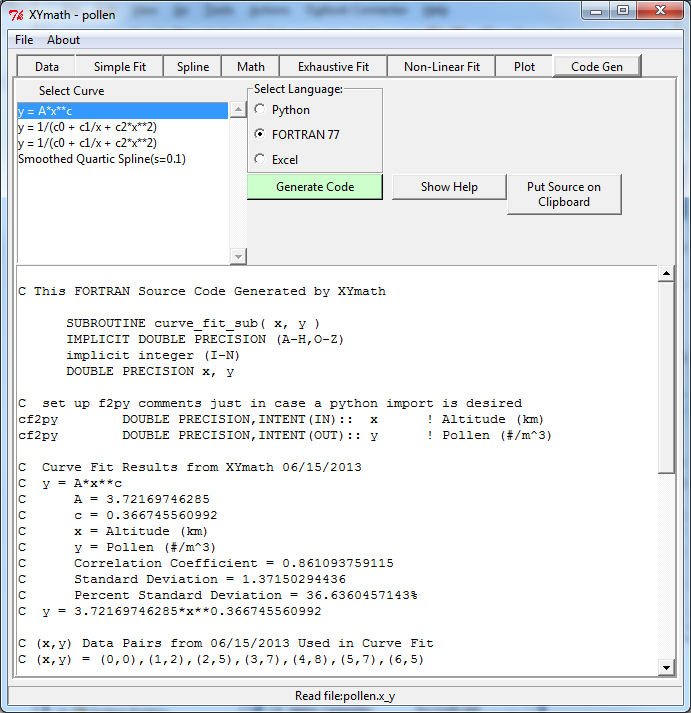 XYmath - pollen
File About
Data Simple Fit Spline Math Exhaustive Fit Non-Linear Fit Plot Code Gen
Select Curve
y = A*x**c
y = 1/(c0 + c1/x + c2*x**2)
y = 1/(c0 + c1/x + c2*x**2)
Smoothed Quartic Spline(s=0.1)
Select Language:
Python
FORTRAN 77
Excel
Generate Code
Show Help
Put Source on
Clipboard
C This FORTRAN Source Code Generated by XYmath
SUBROUTINE curve_fit_sub( x, y )
IMPLICIT DOUBLE PRECISION (A-H,O-Z)
implicit integer (I-N)
DOUBLE PRECISION x, y
C  set up f2py comments just in case a python import is desired
cf2py        DOUBLE PRECISION,INTENT(IN)::  x      ! Altitude (km)
cf2py        DOUBLE PRECISION,INTENT(OUT):: y      ! Pollen (#/m^3)
C  Curve Fit Results from XYmath 06/15/2013
C  y = A*x**c
C      A = 3.72169746285
C      c = 0.366745560992
C      x = Altitude (km)
C      y = Pollen (#/m^3)
C      Correlation Coefficient = 0.861093759115
C      Standard Deviation = 1.37150294436
C      Percent Standard Deviation = 36.6360457143%
C  y = 3.72169746285*x**0.366745560992
C (x,y) Data Pairs from 06/15/2013 Used in Curve Fit
C (x,y) = (0,0),(1,2),(2,5),(3,7),(4,8),(5,7),(6,5)
Read file:pollen.x_y